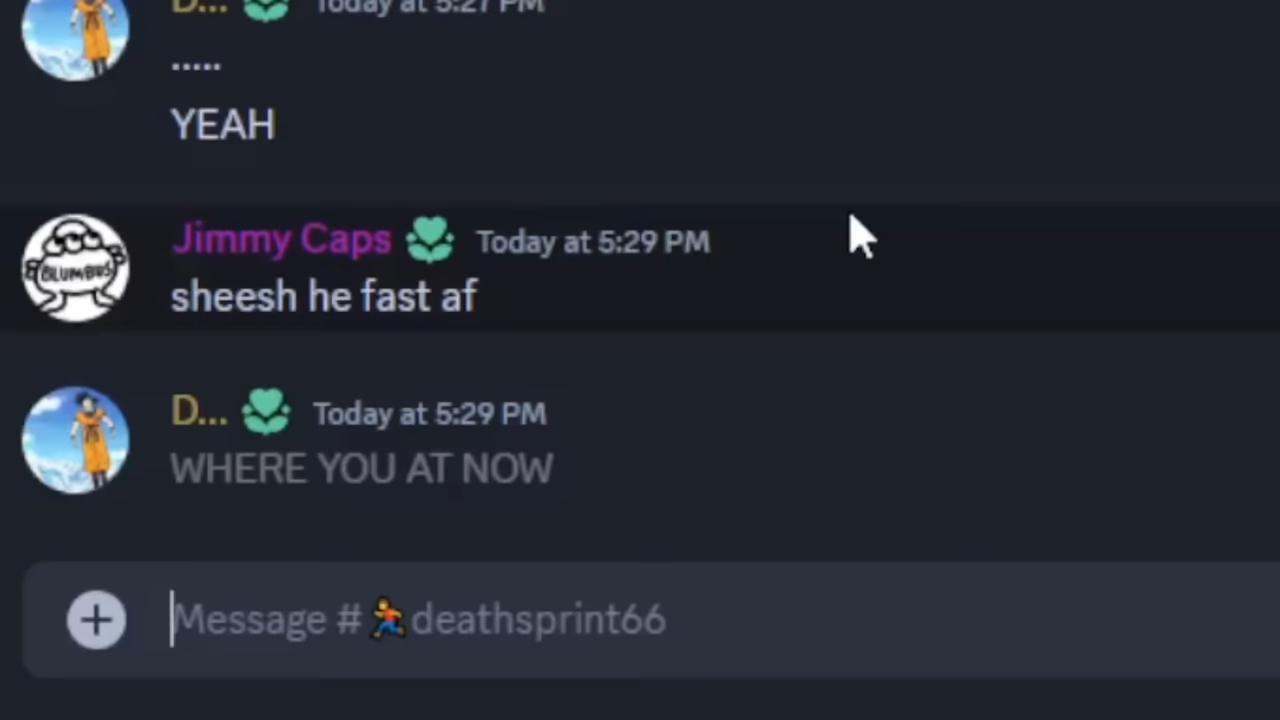 D... Today at 5:27 PM
.....
YEAH
Jimmy Caps Today at 5:29 PM
BLUMBUS
sheesh he fast af
D... Today at 5:29 PM
WHERE YOU AT NOW
Message #🏃deathsprint66